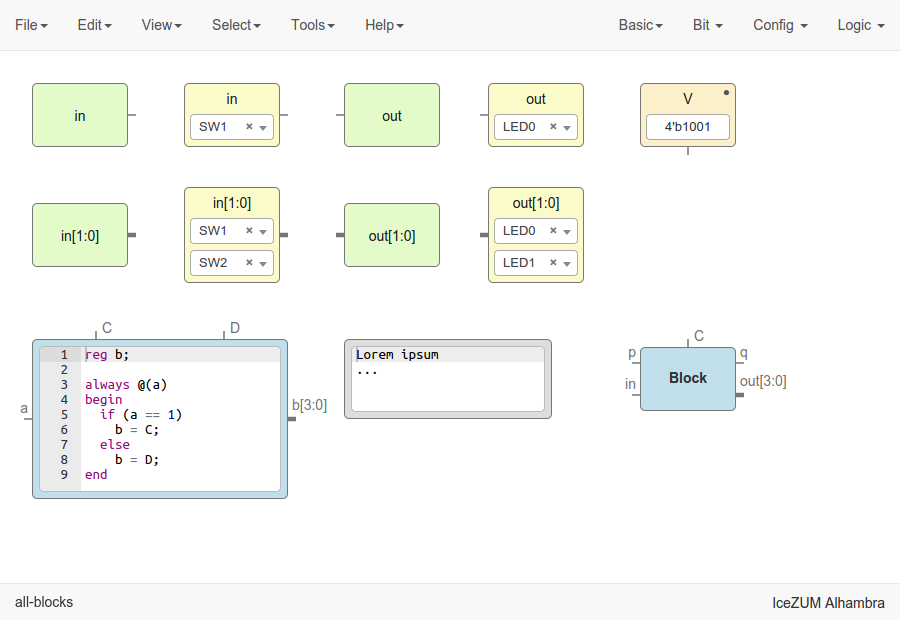 File Edit View Select Tools Help Basic Bit Config Logic
in
in
SW1 ×
out
out
LED0 ×
V
4'b1001
in[1:0]
in[1:0]
SW1 ×
SW2 ×
out[1:0]
out[1:0]
LED0 ×
LED1 ×
C D
a
1 reg b;
2
3 always @(a)
4 begin
5 if (a == 1)
6 b = C;
7 else
8 b = D;
9 end
b[3:0]
Lorem ipsum
...
C
p q
in Block out[3:0]
all-blocks IceZUM Alhambra